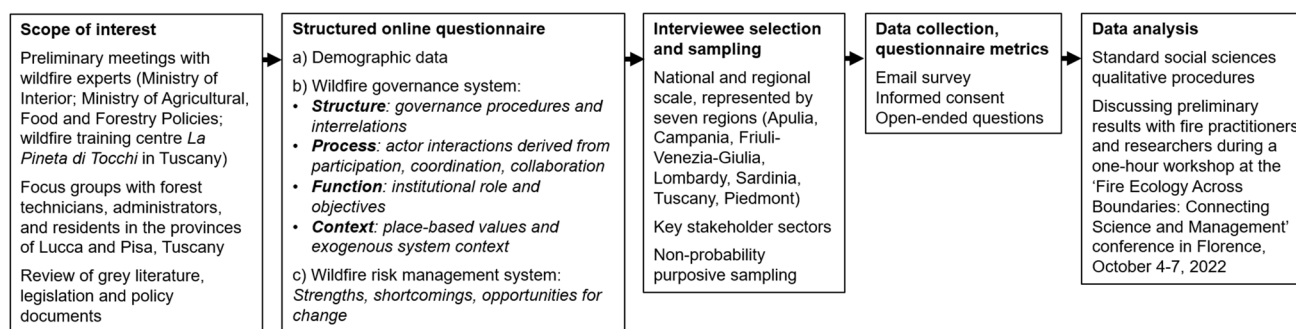 Scope of interest
Preliminary meetings with
wildfire experts (Ministry of
Interior; Ministry of Agricultural,
Food and Forestry Policies;
wildfire training centre La
Pineta di Tocchi in Tuscany)
Focus groups with forest
technicians, administrators,
and residents in the provinces
of Lucca and Pisa, Tuscany
Review of grey literature,
legislation and policy
documents
Structured online questionnaire
a) Demographic data
b) Wildfire governance system:
• Structure: governance procedures and
interrelations
• Process: actor interactions derived from
participation, coordination, collaboration
• Function: institutional role and
objectives
• Context: place-based values and
exogenous system context
c) Wildfire risk management system:
Strengths, shortcomings, opportunities for
change
Interviewee selection
and sampling
National and regional
scale, represented by
seven regions (Apulia,
Campania, Friuli-
Venezia-Giulia,
Lombardy, Sardinia,
Tuscany, Piedmont)
Key stakeholder sectors
Non-probability
purposive sampling
Data collection,
questionnaire metrics
Email survey
Informed consent
Open-ended questions
Data analysis
Standard social sciences
qualitative procedures
Discussing preliminary
results with fire practitioners
and researchers during a
one-hour workshop at the
‘Fire Ecology Across
Boundaries: Connecting
Science and Management’
conference in Florence,
October 4-7, 2022